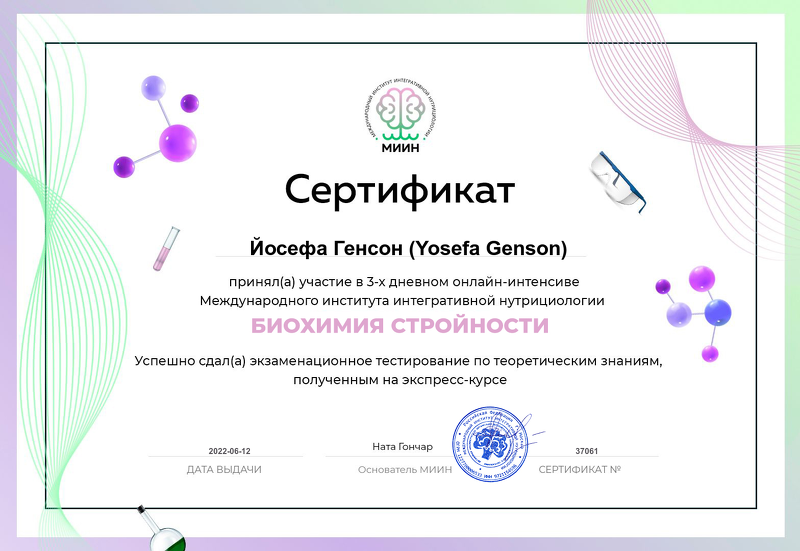 МЕЖДУНАРОДНЫЙ ИНСТИТУТ ИНТЕГРАТИВНОЙ НУТРИЦИОЛОГИИ
МИИН
Сертификат
Йосефа Генсон (Yosefa Genson)
принял(а) участие в 3-х дневном онлайн-интенсиве
Международного института интегративной нутрициологии
БИОХИМИЯ СТРОЙНОСТИ
Успешно сдал(а) экзаменационное тестирование по теоретическим знаниям,
полученным на экспресс-курсе
2022-06-12
Ната Гончар
37061
ДАТА ВЫДАЧИ
Основатель МИИН
СЕРТИФИКАТ №
Российская Федерация